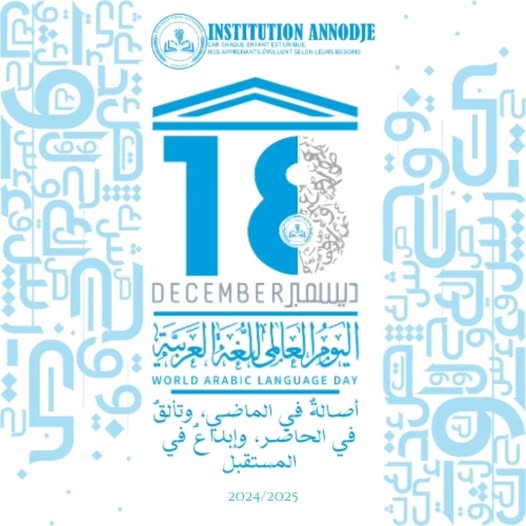 INSTITUTION ANNODJE
CAR CHAQUE ENFANT EST UNIQUE,
NOS APPRENANTS ÉVOLUENT SELON LEURS BESOINS
18
DECEMBER ديسمبر
اليوم العالمي للغة العربية
WORLD ARABIC LANGUAGE DAY
أصالةٌ في الماضي، وتألقٌ
في الحاضر، وإبداعٌ في
المستقبل
2024/2025